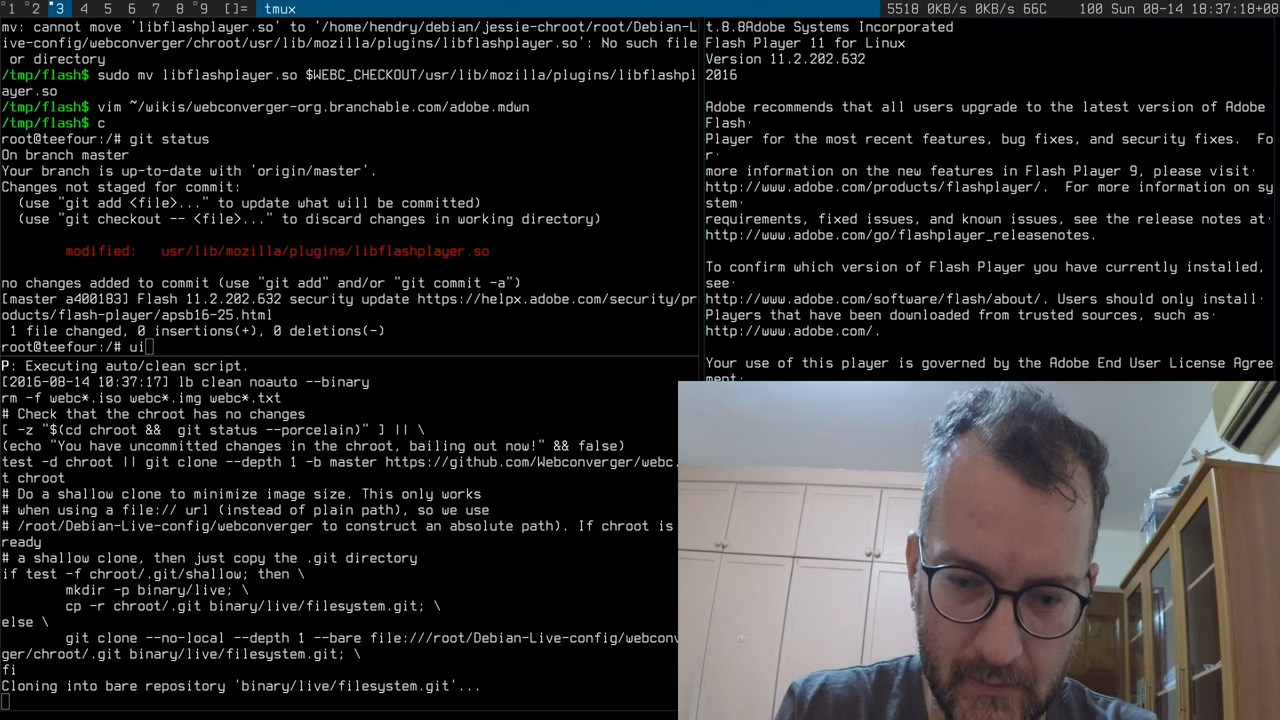 1 2 3 4 5 6 7 8 9 []= tmux 5518 0KB/s 0KB/s 66C 100 Sun 08-14 18:37:18+08
mv: cannot move 'libflashplayer.so' to '/home/hendry/debian/jessie-chroot/root/Debian-L
ive-config/webconverger/chroot/usr/lib/mozilla/plugins/libflashplayer.so': No such file
or directory
/tmp/flash$ sudo mv libflashplayer.so $WEBC_CHECKOUT/usr/lib/mozilla/plugins/libflashpl
ayer.so
/tmp/flash$ vim ~/wikis/webconverger-org.branchable.com/adobe.mdwn
/tmp/flash$ c
root@teefour:/# git status
On branch master
Your branch is up-to-date with 'origin/master'.
Changes not staged for commit:
(use "git add <file>..." to update what will be committed)
(use "git checkout -- <file>..." to discard changes in working directory)
modified: usr/lib/mozilla/plugins/libflashplayer.so
no changes added to commit (use "git add" and/or "git commit -a")
[master a400183] Flash 11.2.202.632 security update https://helpx.adobe.com/security/pr
oducts/flash-player/apsb16-25.html
1 file changed, 0 insertions(+), 0 deletions(-)
root@teefour:/# ui
P: Executing auto/clean script.
[2016-08-14 10:37:17] lb clean noauto --binary
rm -f webc*.iso webc*.img webc*.txt
# Check that the chroot has no changes
[ -z "$(cd chroot && git status --porcelain)" ] || \
(echo "You have uncommitted changes in the chroot, bailing out now!" && false)
test -d chroot || git clone --depth 1 -b master https://github.com/Webconverger/webc.
t chroot
# Do a shallow clone to minimize image size. This only works
# when using a file:// url (instead of plain path), so we use
# /root/Debian-Live-config/webconverger to construct an absolute path). If chroot is
ready
# a shallow clone, then just copy the .git directory
if test -f chroot/.git/shallow; then \
mkdir -p binary/live; \
cp -r chroot/.git binary/live/filesystem.git; \
else \
git clone --no-local --depth 1 --bare file:///root/Debian-Live-config/webcon
ger/chroot/.git binary/live/filesystem.git; \
fi
Cloning into bare repository 'binary/live/filesystem.git'...
t.8.8Adobe Systems Incorporated
Flash Player 11 for Linux
Version 11.2.202.632
2016
Adobe recommends that all users upgrade to the latest version of Adobe
Flash·
Player for the most recent features, bug fixes, and security fixes. Fo
r·
more information on the new features in Flash Player 9, please visit·
http://www.adobe.com/products/flashplayer/. For more information on sy
stem·
requirements, fixed issues, and known issues, see the release notes at·
http://www.adobe.com/go/flashplayer_releasenotes.
To confirm which version of Flash Player you have currently installed,
see·
http://www.adobe.com/software/flash/about/. Users should only install·
Players that have been downloaded from trusted sources, such as·
http://www.adobe.com/.
Your use of this player is governed by the Adobe End User License Agree
ment·